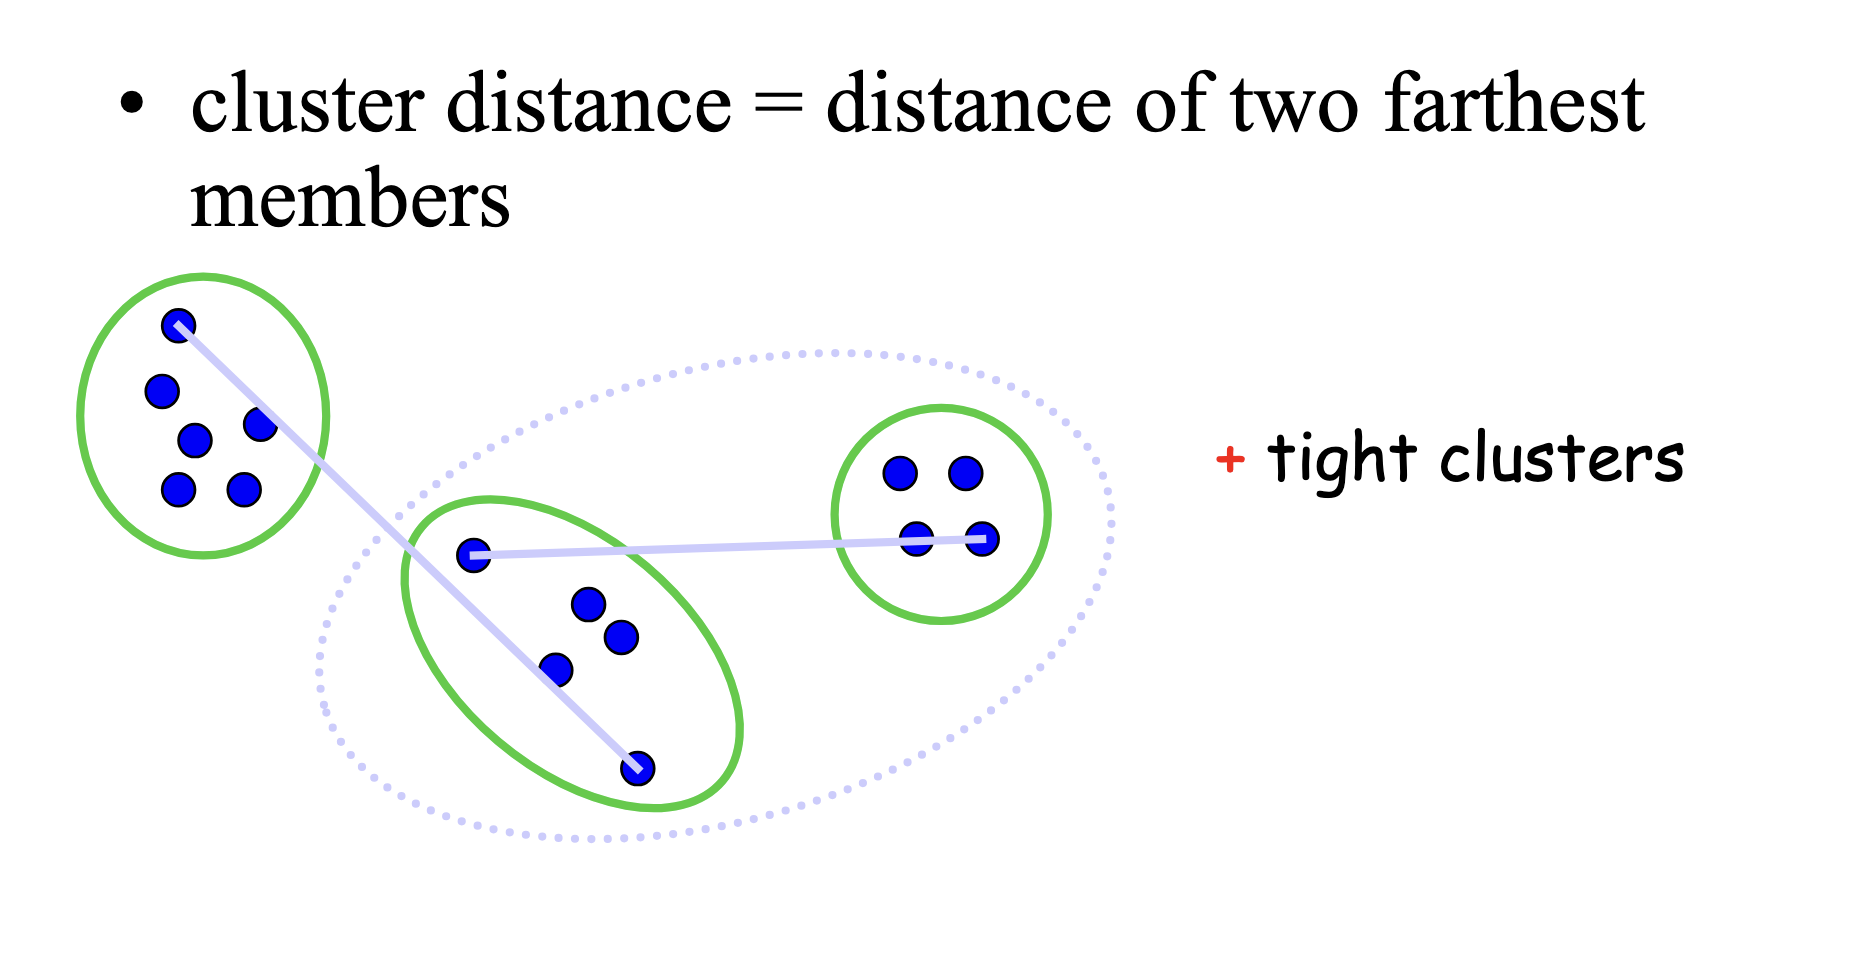 • cluster distance = distance of two farthest
members
+ tight clusters